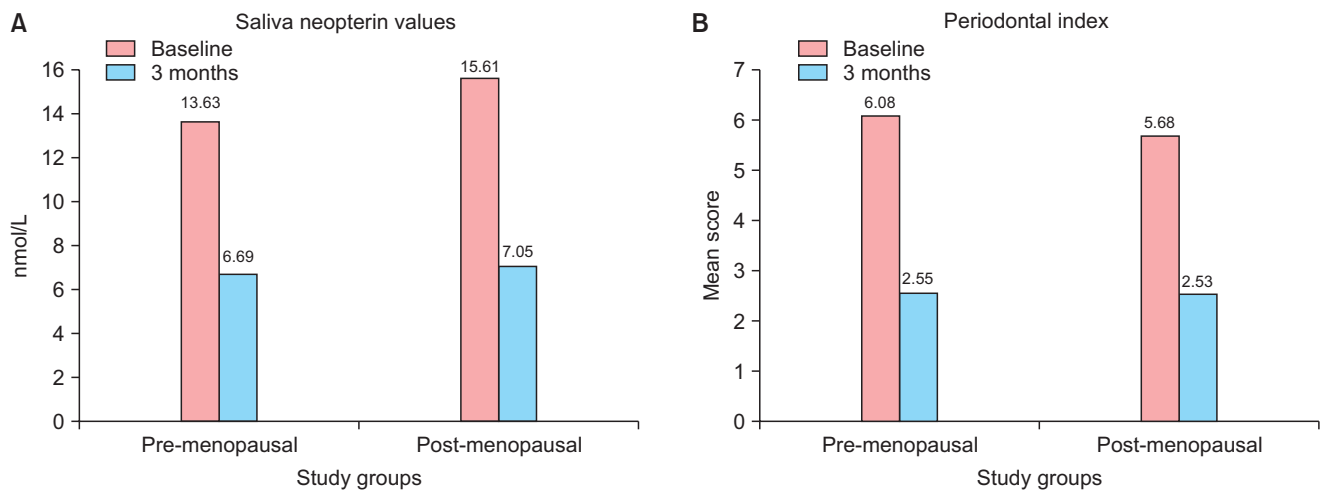 A
Saliva neopterin values
Baseline
3 months
nmol/L
16
14
12
10
8
6
4
2
0
13.63
6.69
15.61
7.05
Pre-menopausal
Post-menopausal
Study groups
B
Periodontal index
Baseline
3 months
Mean score
7
6
5
4
3
2
1
0
6.08
2.55
5.68
2.53
Pre-menopausal
Post-menopausal
Study groups